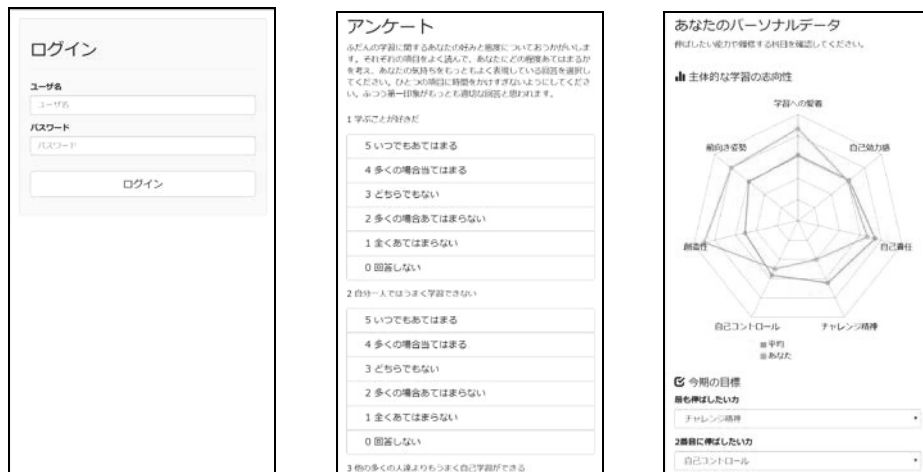 ログイン
ユーザ名
ユーザ名
パスワード
パスワード
ログイン
アンケート
ふだんの学習に関するあなたの好みと態度についておうかがいしま
す。それぞれの項目をよく読んで、あなたにどの程度あてはまるか
を考え、あなたの気持ちをもっともよく表現している回答を選択し
てください。ひとつの項目に時間をかけすぎないようにしてくださ
い。ふつう第一印象がもっとも適切な回答と思われます。
1 学ぶことが好きだ
5 いつでもあてはまる
4 多くの場合当てはまる
3 どちらでもない
2 多くの場合あてはまらない
1 全くあてはまらない
0 回答しない
2 自分一人ではうまく学習できない
5 いつでもあてはまる
4 多くの場合当てはまる
3 どちらでもない
2 多くの場合あてはまらない
1 全くあてはまらない
0 回答しない
3 他の多くの人達よりもうまく自己学習ができる
あなたのパーソナルデータ
伸ばしたい能力や履修する科目を確認してください。
主体的な学習の志向性
学習への愛着
前向き姿勢
自己効力感
創造性
自己責任
自己コントロール
チャレンジ精神
平均
あなた
今期の目標
最も伸ばしたい力
チャレンジ精神
2番目に伸ばしたい力
自己コントロール